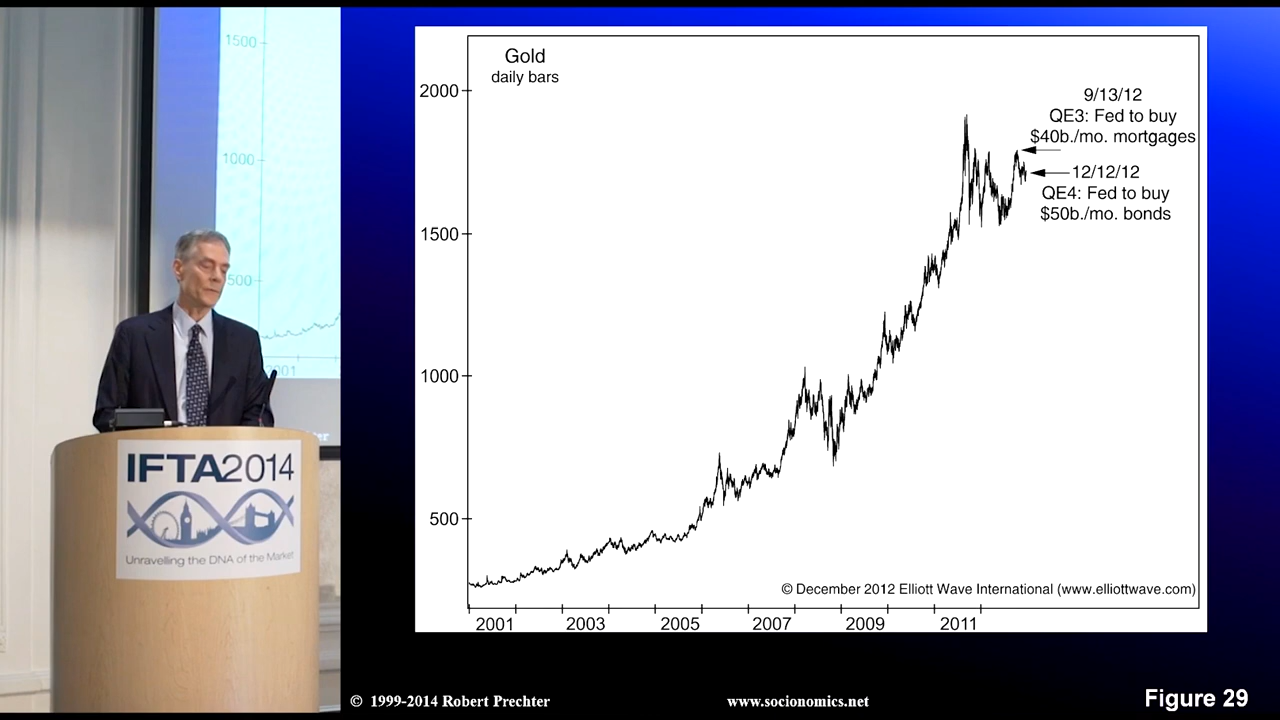 1500
1000
500
2001
IFTA2014
Unravelling the DNA of the Market
Gold
daily bars
2000
1500
1000
500
9/13/12
QE3: Fed to buy
$40b./mo. mortgages
12/12/12
QE4: Fed to buy
$50b./mo. bonds
© December 2012 Elliott Wave International (www.elliottwave.com)
2001 2003 2005 2007 2009 2011
© 1999-2014 Robert Prechter www.socionomics.net Figure 29